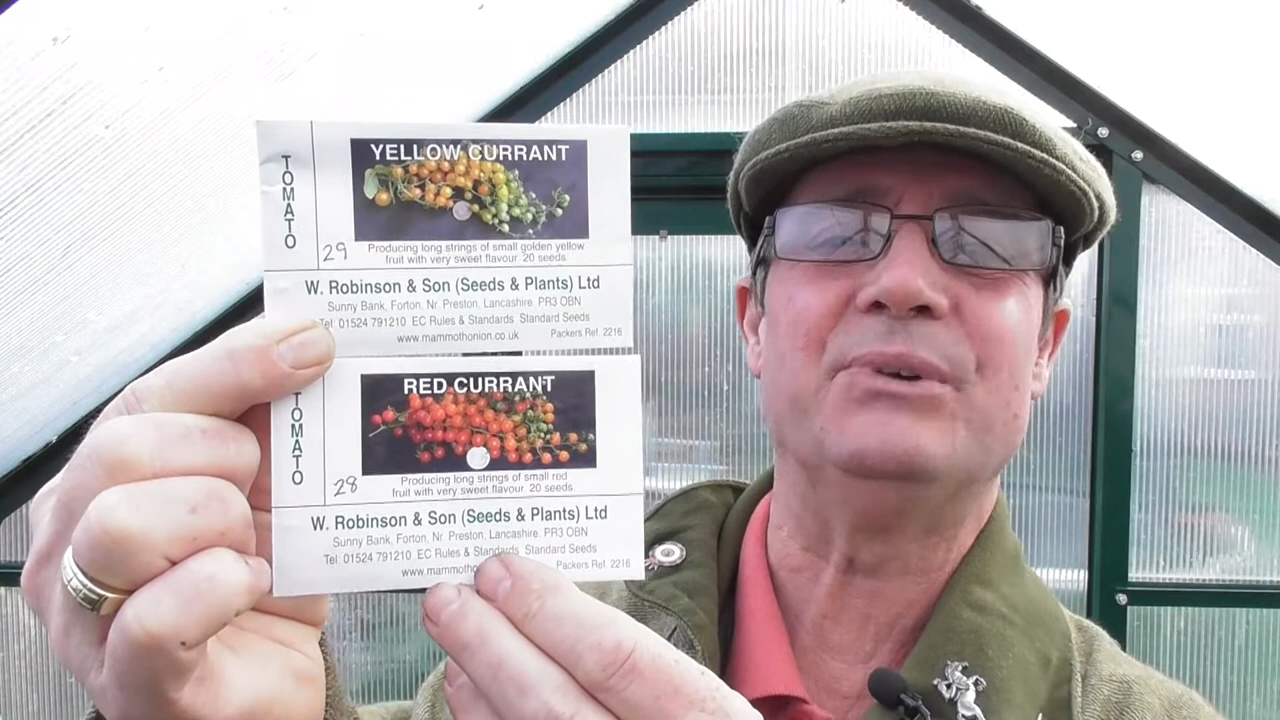 TOMATO
YELLOW CURRANT
29
Producing long strings of small golden yellow
fruit with very sweet flavour. 20 seeds.
W. Robinson & Son (Seeds & Plants) Ltd
Sunny Bank, Forton, Nr. Preston, Lancashire. PR3 OBN
Tel. 01524 791210 EC Rules & Standards Standard Seeds
www.mammothonion.co.uk Packers Ref. 2216
TOMATO
RED CURRANT
28
Producing long strings of small red
fruit with very sweet flavour. 20 seeds.
W. Robinson & Son (Seeds & Plants) Ltd
Sunny Bank, Forton, Nr. Preston, Lancashire. PR3 OBN
Tel 01524 791210 EC Rules & Standards Standard Seeds
www.mammotho Packers Ref. 2216